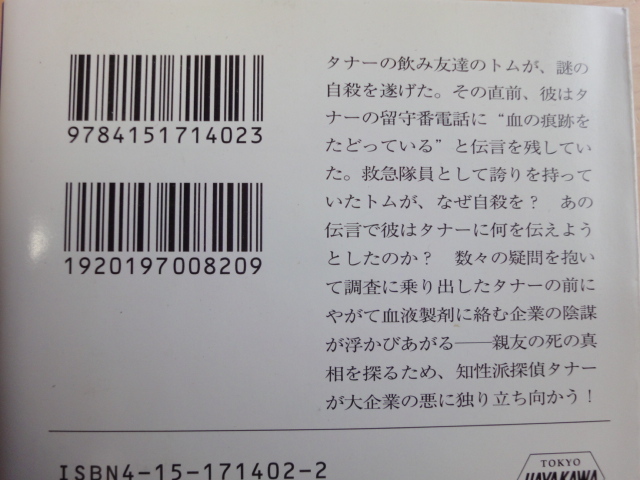 9784151714023
1920197008209
タナーの飲み友達のトムが、謎の
自殺を遂げた。その直前、彼はタ
ナーの留守番電話に“血の痕跡を
たどっている”と伝言を残してい
た。救急隊員として誇りを持って
いたトムが、なぜ自殺を? あの
伝言で彼はタナーに何を伝えよう
としたのか? 数々の疑問を抱い
て調査に乗り出したタナーの前に
やがて血液製剤に絡む企業の陰謀
が浮かびあがる──親友の死の真
相を探るため、知性派探偵タナー
が大企業の悪に独り立ち向かう!
ISBN4-15-171402-2
TOKYO
HAYAKAWA